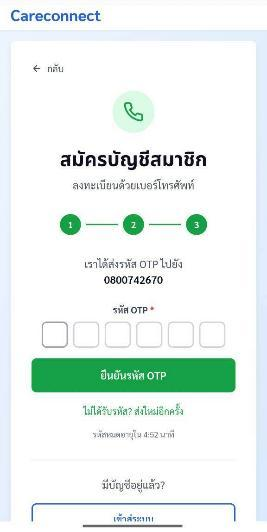 Careconnect
← กลับ
สมัครบัญชีสมาชิก
ลงทะเบียนด้วยเบอร์โทรศัพท์
1 2 3
เราได้ส่งรหัส OTP ไปยัง
0800742670
รหัส OTP *
ยืนยันรหัส OTP
ไม่ได้รับรหัส? ส่งใหม่อีกครั้ง
รหัสหมดอายุใน 4:52 นาที
มีบัญชีอยู่แล้ว?
เข้าสู่ระบบ